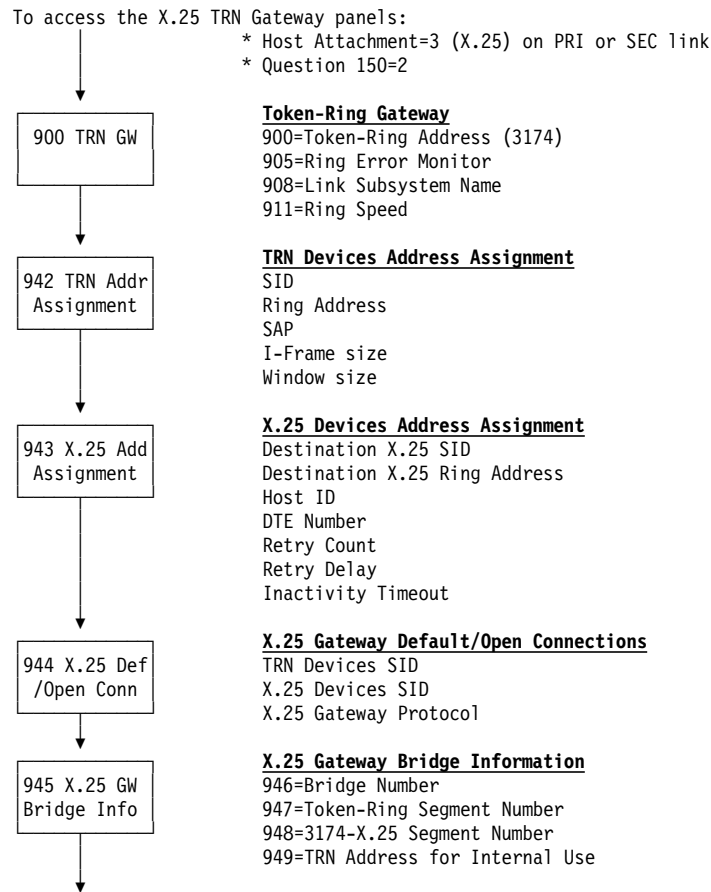 To access the X.25 TRN Gateway panels:
* Host Attachment=3 (X.25) on PRI or SEC link
* Question 150=2
900 TRN GW
Token-Ring Gateway
900=Token-Ring Address (3174)
905=Ring Error Monitor
908=Link Subsystem Name
911=Ring Speed
942 TRN Addr
Assignment
TRN Devices Address Assignment
SID
Ring Address
SAP
I-Frame size
Window size
943 X.25 Add
Assignment
X.25 Devices Address Assignment
Destination X.25 SID
Destination X.25 Ring Address
Host ID
DTE Number
Retry Count
Retry Delay
Inactivity Timeout
944 X.25 Def
/Open Conn
X.25 Gateway Default/Open Connections
TRN Devices SID
X.25 Devices SID
X.25 Gateway Protocol
945 X.25 GW
Bridge Info
X.25 Gateway Bridge Information
946=Bridge Number
947=Token-Ring Segment Number
948=3174-X.25 Segment Number
949=TRN Address for Internal Use